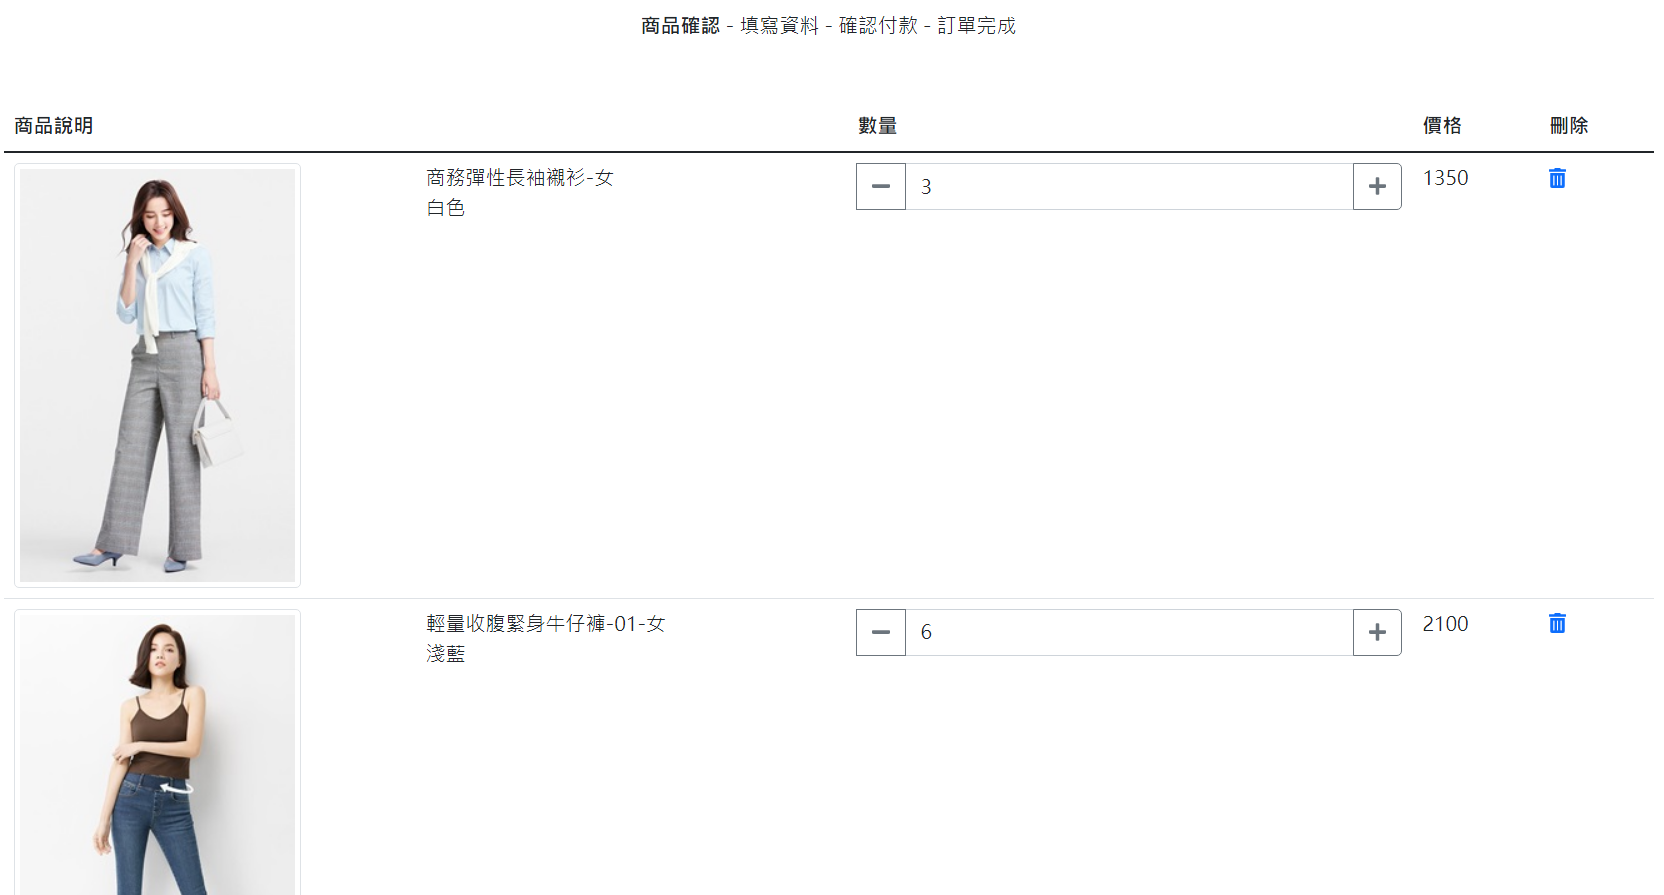 商品確認 - 填寫資料 - 確認付款 - 訂單完成
商品說明 數量 價格 刪除
商務彈性長袖襯衫-女 3 1350
白色
輕量收腹緊身牛仔褲-01-女 6 2100
淺藍